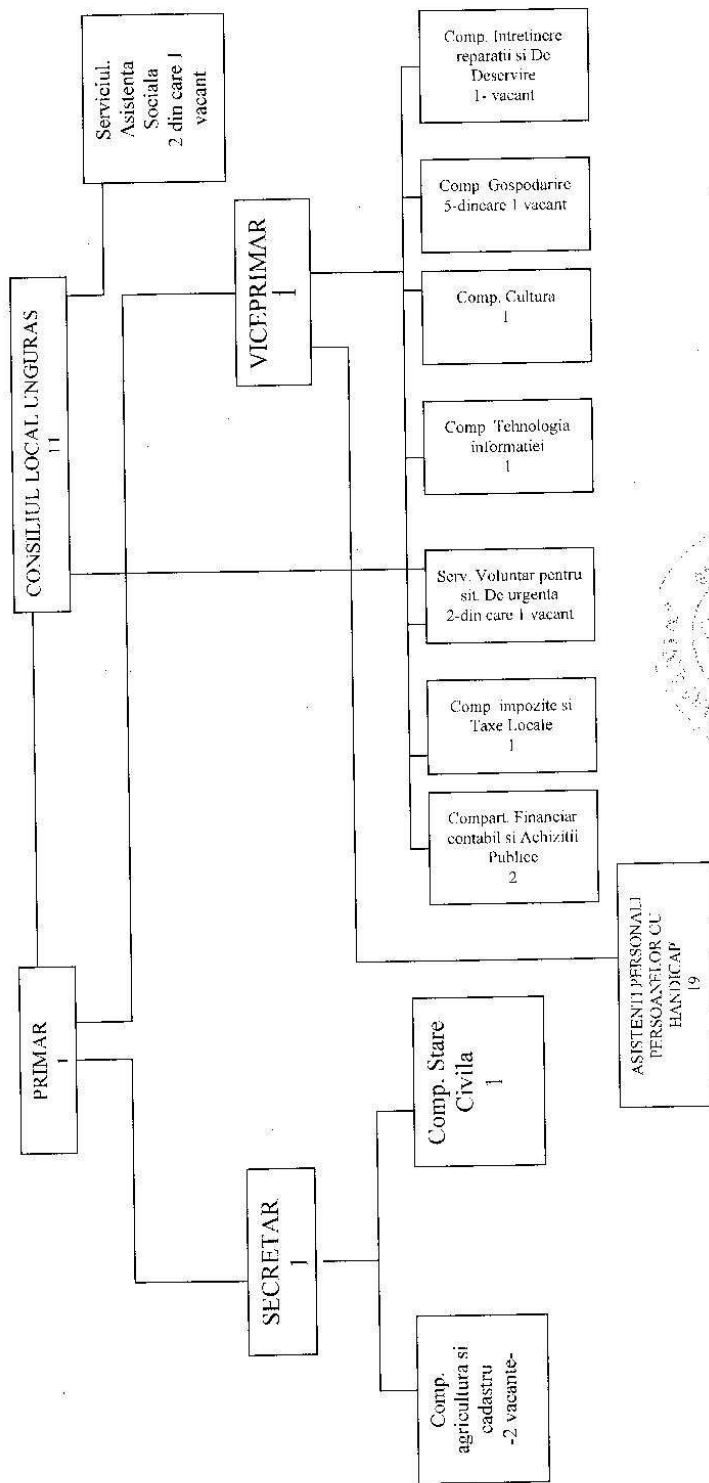 CONSILIUL LOCAL UNGURAS
11
PRIMAR
1
Serviciul.
Asistenta
Sociala
2 din care 1
vacant
SECRETAR
1
VICEPRIMAR
1
Comp.
agricultura si
cadastru
-2 vacante-
Comp. Stare
Civila
1
Compart. Financiar
contabil si Achizitii
Publice
2
Comp impozite si
Taxe Locale
1
Serv. Voluntar pentru
sit. De urgenta
2-din care 1 vacant
Comp Tehnologia
informatiei
1
Comp. Cultura
1
Comp Gospodarire
5-dincare 1 vacant
Comp. Intretinere
reparatii si De
Deservire
1- vacant
ASISTENTI PERSONALI
PERSOANELOR CU
HANDICAP
19